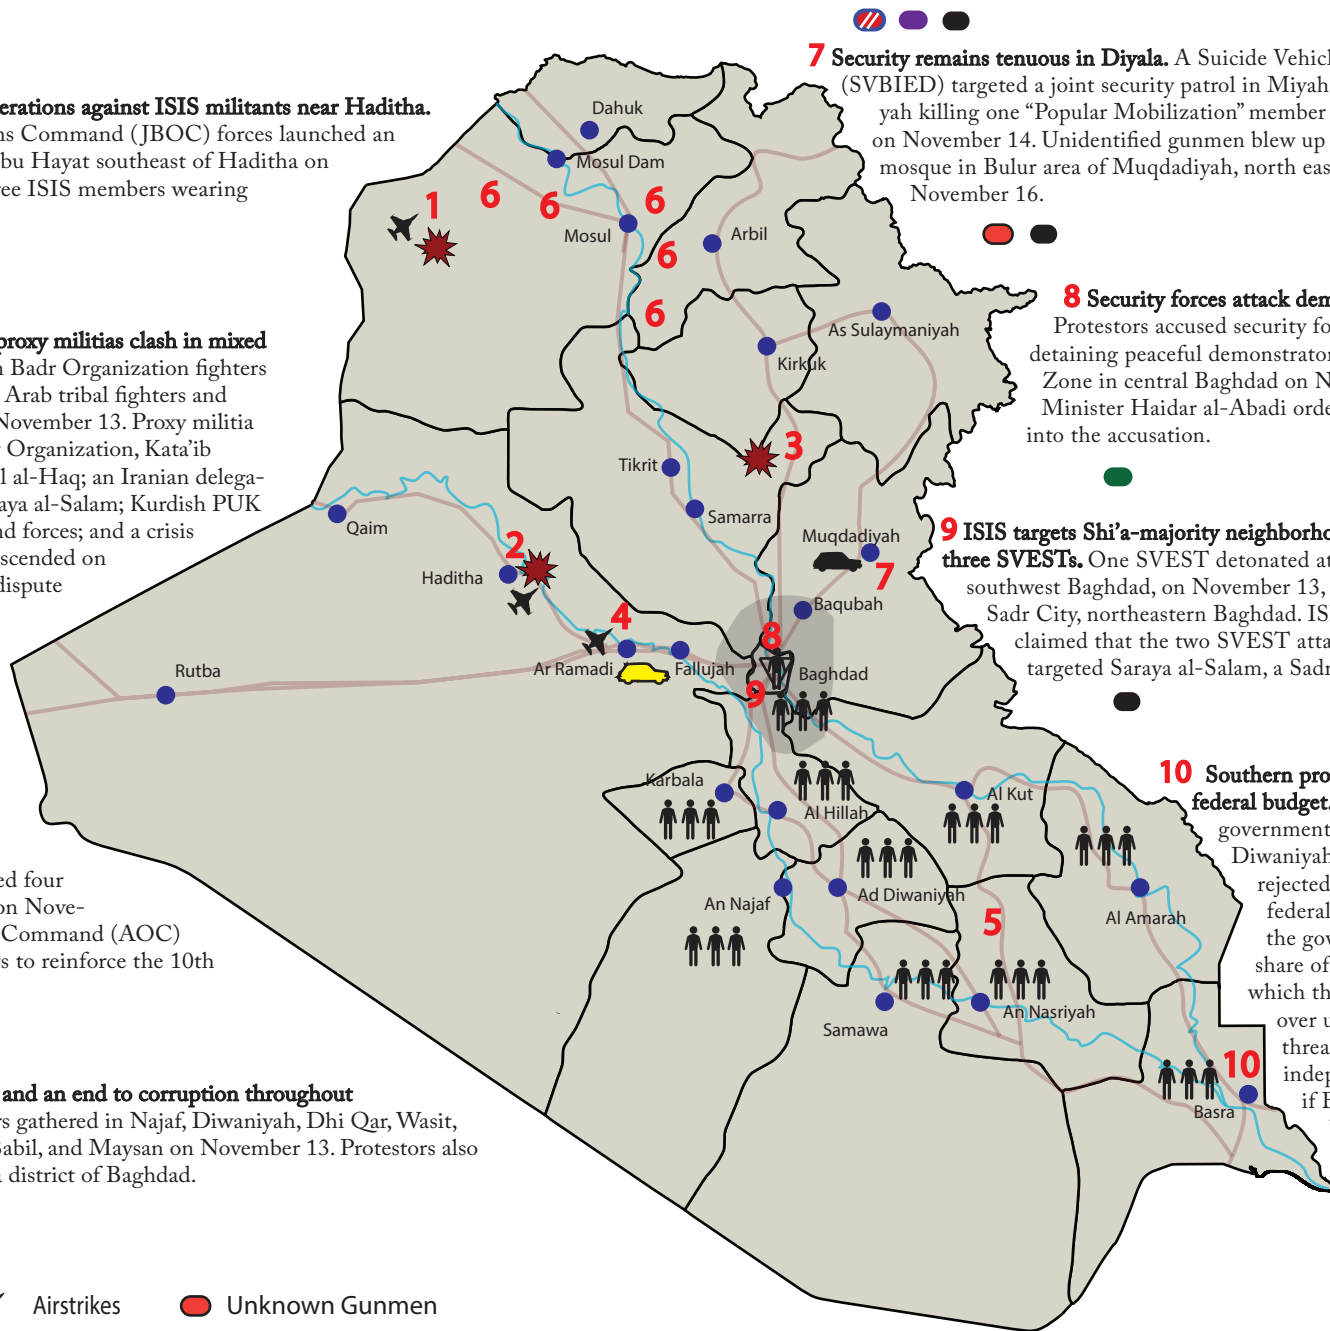 erations against ISIS militants near Haditha.
ns Command (JBOC) forces launched an
bu Hayat southeast of Haditha on
ree ISIS members wearing
proxy militias clash in mixed
n Badr Organization fighters
Arab tribal fighters and
November 13. Proxy militia
r Organization, Kata’ib
l al-Haq; an Iranian delega-
aya al-Salam; Kurdish PUK
nd forces; and a crisis
escended on
dispute
ed four
on Nove-
Command (AOC)
ts to reinforce the 10th
and an end to corruption throughout
rs gathered in Najaf, Diwaniyah, Dhi Qar, Wasit,
Babil, and Maysan on November 13. Protestors also
a district of Baghdad.
Airstrikes
Unknown Gunmen
Dahuk
Mosul Dam
1
6
6
6
Mosul
Arbil
6
6
As Sulaymaniyah
Kirkuk
3
Tikrit
Samarra
Qaim
2
Haditha
Muqdadiyah
7
Baqubah
4
8
Rutba
Ar Ramadi
Fallujah
Baghdad
9
Karbala
Al Hillah
Al Kut
An Najaf
Ad Diwaniyah
5
Al Amarah
Samawa
An Nasriyah
10
Basra
7 Security remains tenuous in Diyala. A Suicide Vehicl
(SVBIED) targeted a joint security patrol in Miyah
yah killing one “Popular Mobilization” member
on November 14. Unidentified gunmen blew up
mosque in Bulur area of Muqdadiyah, north eas
November 16.
8 Security forces attack dem
Protestors accused security fo
detaining peaceful demonstrator
Zone in central Baghdad on N
Minister Haidar al-Abadi orde
into the accusation.
9 ISIS targets Shi’a-majority neighborho
three SVESTs. One SVEST detonated at
southwest Baghdad, on November 13,
Sadr City, northeastern Baghdad. IS
claimed that the two SVEST atta
targeted Saraya al-Salam, a Sadr
10 Southern pro
federal budget.
government
Diwaniyah
rejected
federal
the gov
share of
which th
over u
threa
indep
if B